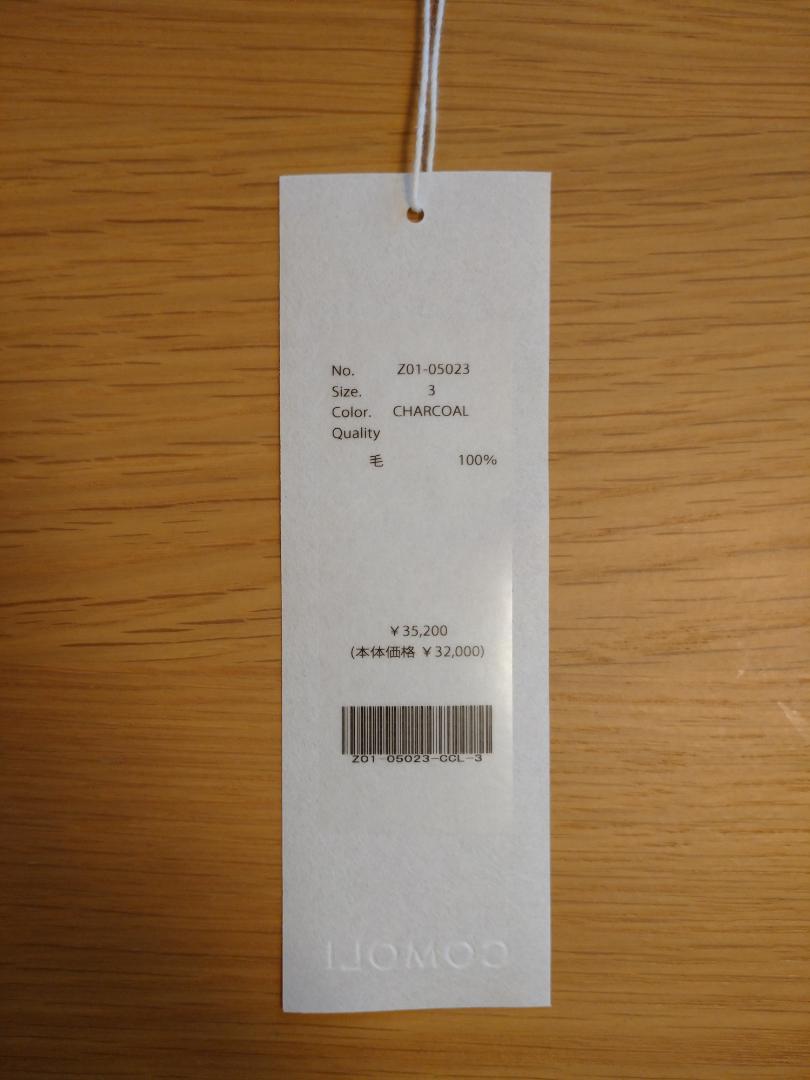 No. Z01-05023
Size. 3
Color. CHARCOAL
Quality
毛 100%
￥35,200
(本体価格 ￥32,000)
Z01-05023-CCL-3
COMOLI